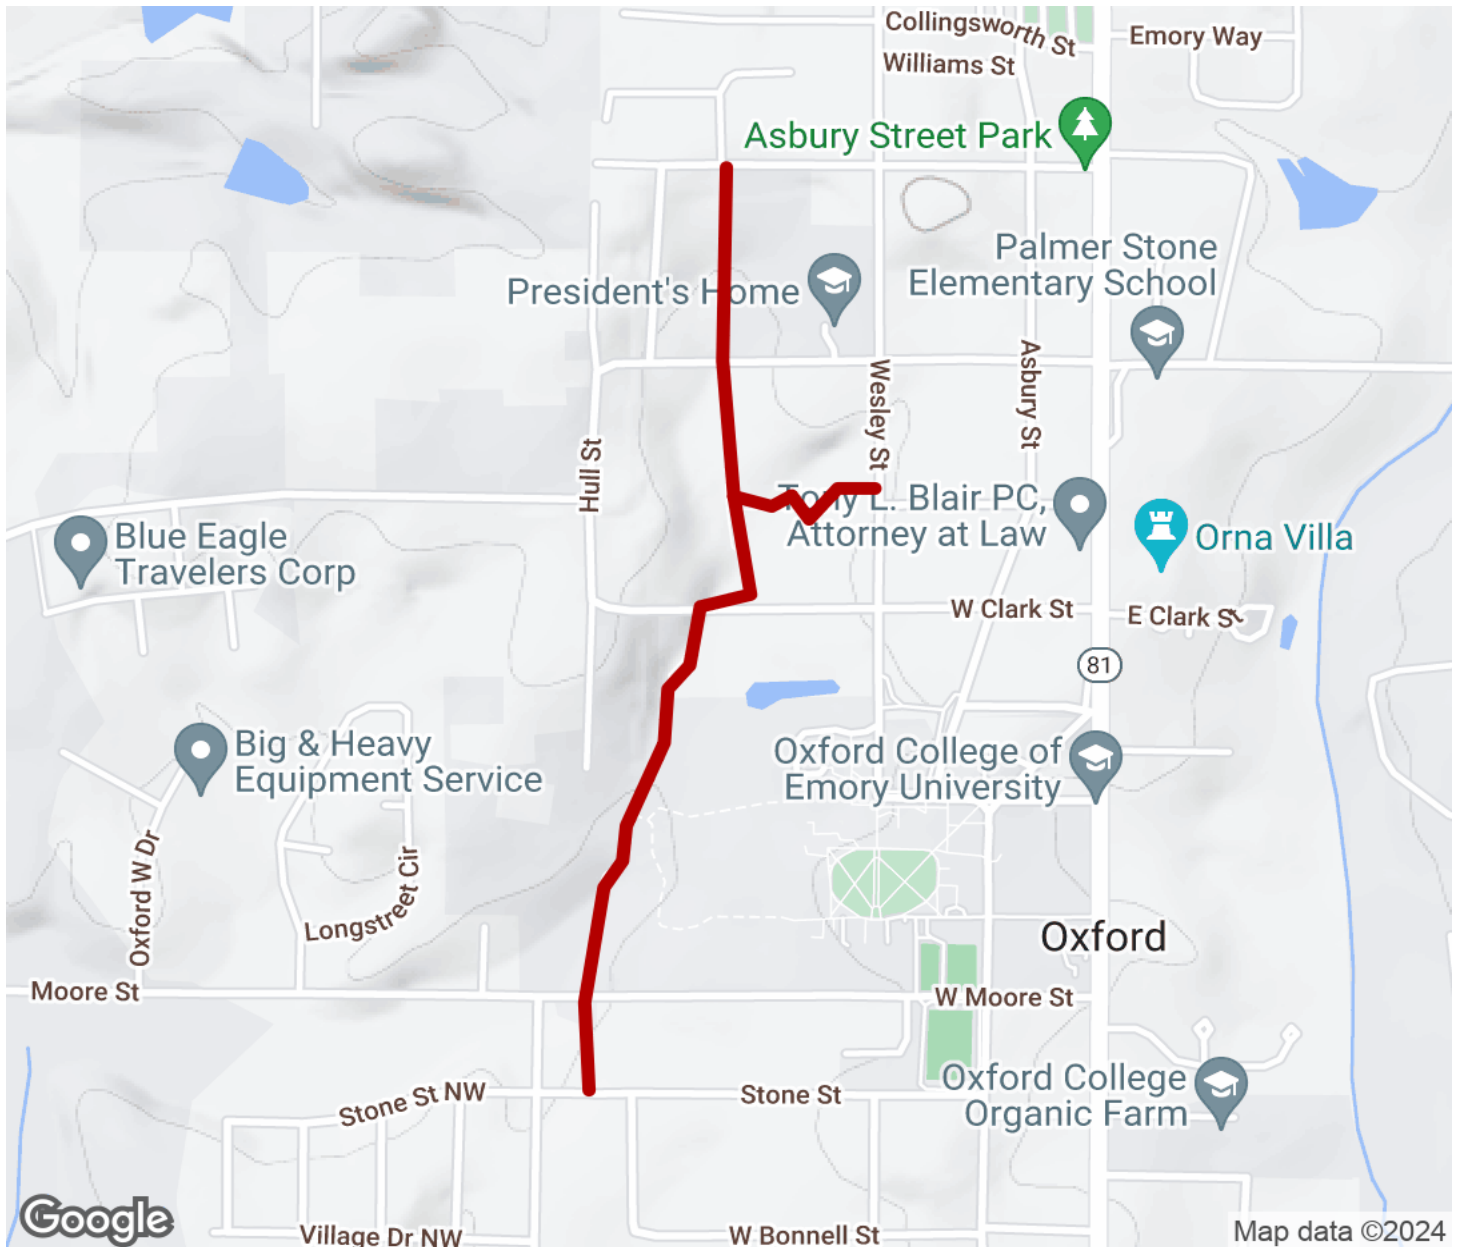 Collingsworth St
Emory Way
Williams St
Asbury Street Park
Palmer Stone
Elementary School
President's Home
Wesley St
Asbury St
Hull St
Tony L. Blair PC,
Attorney at Law
Orna Villa
Blue Eagle
Travelers Corp
W Clark St
E Clark St
81
Big & Heavy
Equipment Service
Oxford College of
Emory University
Oxford W Dr
Longstreet Cir
Oxford
Moore St
W Moore St
Oxford College
Organic Farm
Stone St NW
Stone St
Google
Village Dr NW
W Bonnell St
Map data ©2024